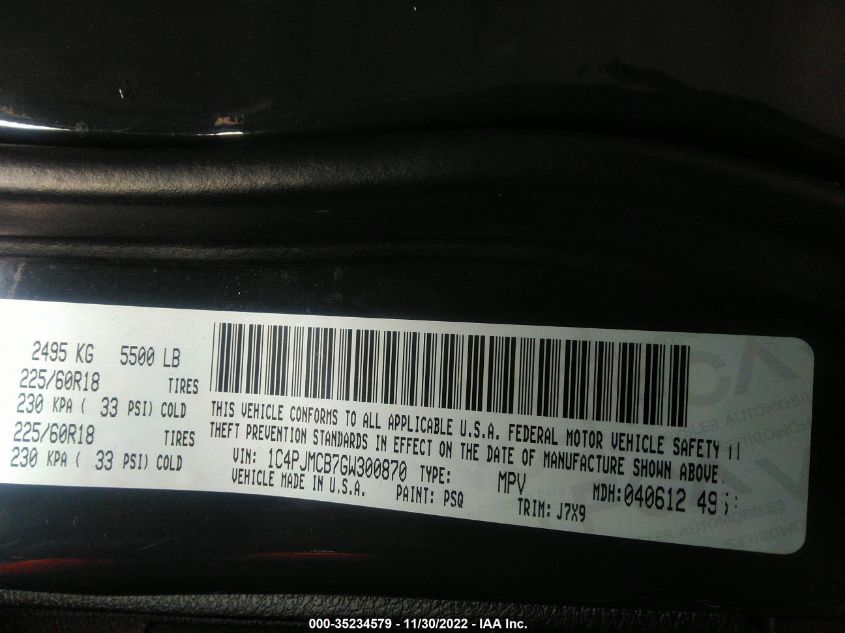 2495 KG 5500 LB
225/60R18 TIRES
230 KPA ( 33 PSI) COLD
225/60R18 TIRES
230 KPA ( 33 PSI) COLD
THIS VEHICLE CONFORMS TO ALL APPLICABLE U.S.A. FEDERAL MOTOR VEHICLE SAFETY
THEFT PREVENTION STANDARDS IN EFFECT ON THE DATE OF MANUFACTURE SHOWN ABOVE.
VIN: 1C4PJMCB7GW300870 TYPE: MPV MDH:040612
VEHICLE MADE IN U.S.A. PAINT: PSQ TRIM: J7X9
000-35234579 - 11/30/2022 - IAA Inc.